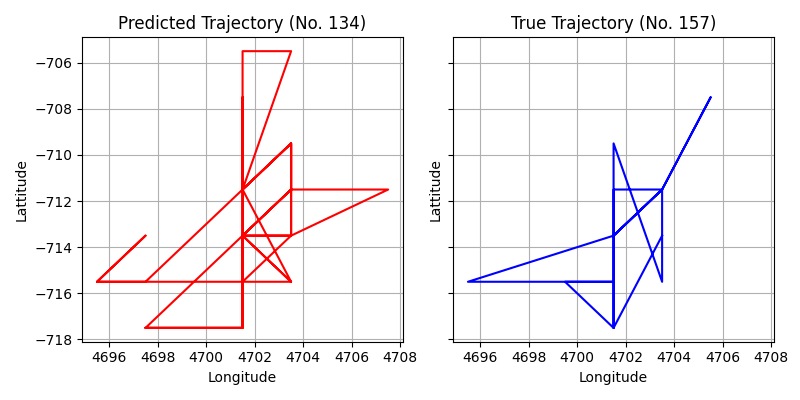 Predicted Trajectory (No. 134)
True Trajectory (No. 157)
−706
−708
−710
−712
−714
−716
−718
Lattitude
Lattitude
4696 4698 4700 4702 4704 4706 4708
4696 4698 4700 4702 4704 4706 4708
Longitude
Longitude